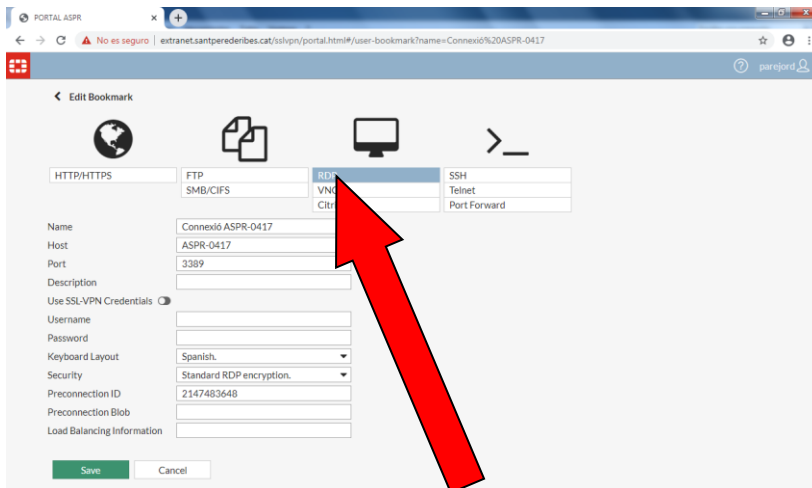 PORTAL ASPR
No es seguro | extranet.santperederibes.cat/sslvpn/portal.html#/user-bookmark?name=Connexió%20ASPR-0417
parejord
Edit Bookmark
HTTP/HTTPS FTP RDP SSH
SMB/CIFS VNC Telnet
Port Forward
Name Connexió ASPR-0417
Host ASPR-0417
Port 3389
Description
Use SSL-VPN Credentials
Username
Password
Keyboard Layout Spanish.
Security Standard RDP encryption.
Preconnection ID 2147483648
Preconnection Blob
Load Balancing Information
Save Cancel